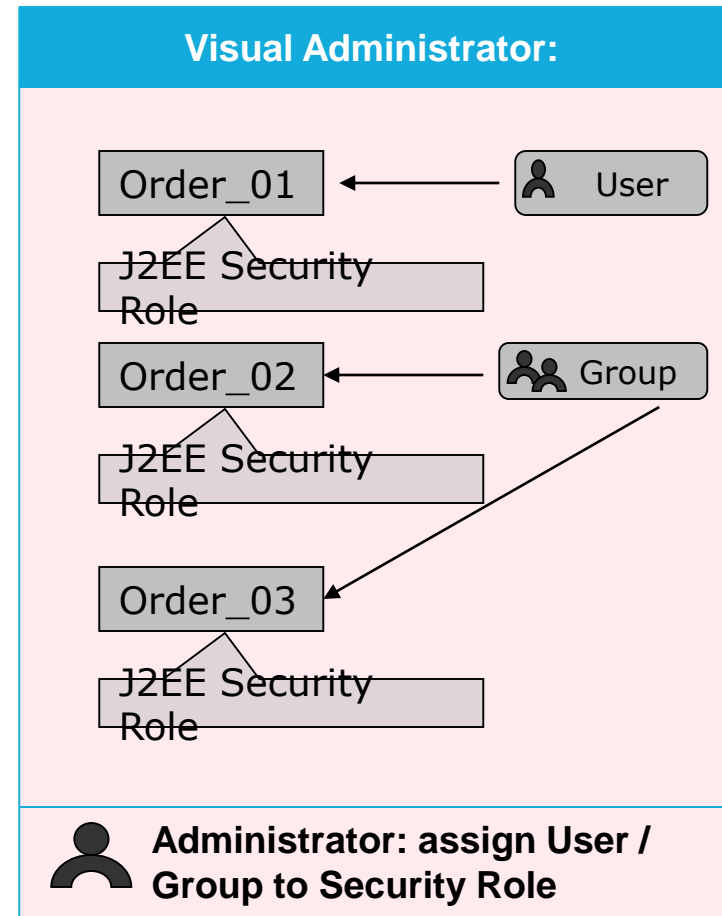 Visual Administrator:
Order_01
User
J2EE Security
Role
Order_02
Group
J2EE Security
Role
Order_03
J2EE Security
Role
Administrator: assign User /
Group to Security Role